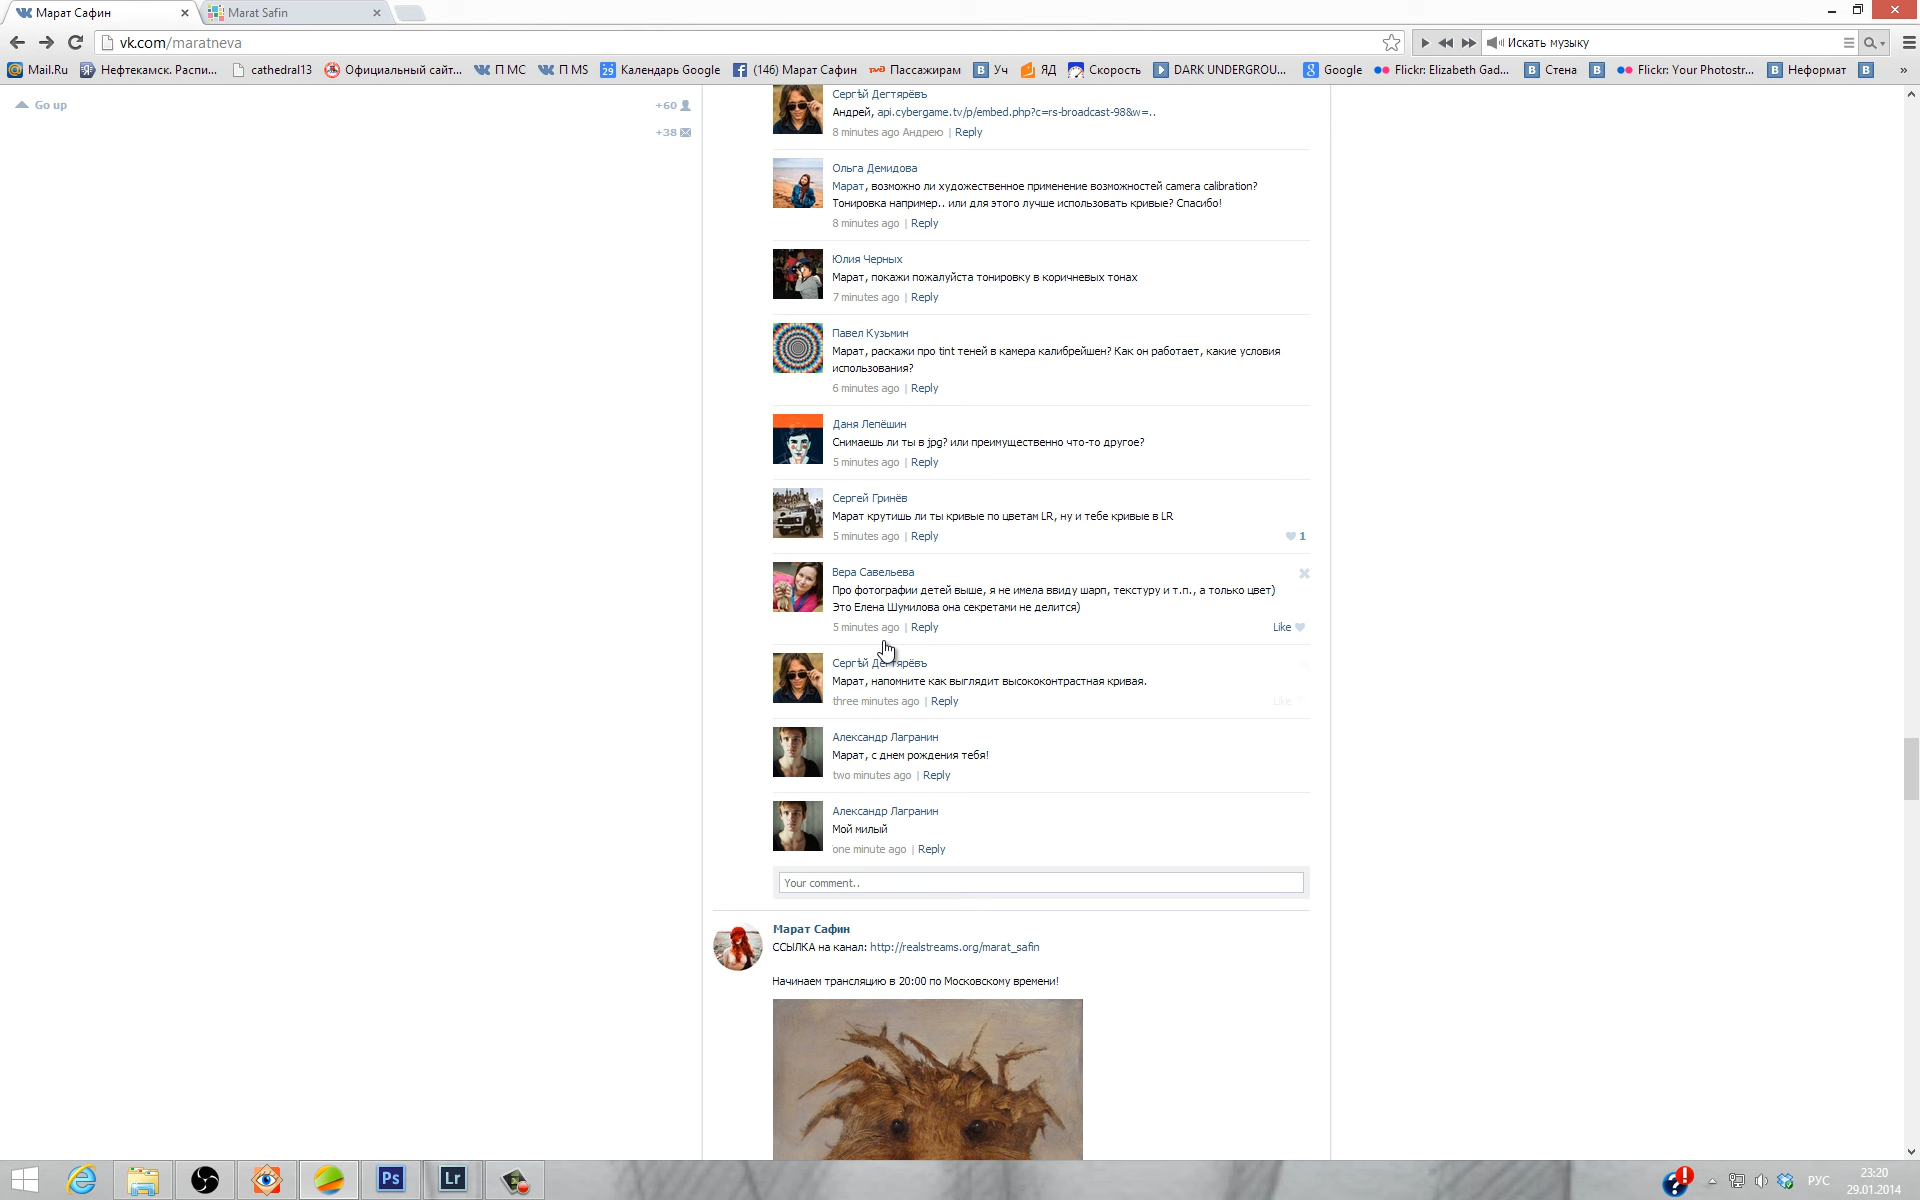 Марат Сафин
Marat Safin
vk.com/maratneva
Искать музыку
Mail.Ru
Нефтекамск. Распи...
cathedral13
Официальный сайт...
П МС
П MS
29
Календарь Google
(146) Марат Сафин
Пассажирам
Уч
ЯД
Скорость
DARK UNDERGROU...
Google
Flickr: Elizabeth Gad...
Стена
Flickr: Your Photostr...
Неформат
»
Go up
+60
+38
Сергѣй Дегтярёвъ
Андрей, api.cybergame.tv/p/embed.php?c=rs-broadcast-98&w=..
8 minutes ago Андрею | Reply
Ольга Демидова
Марат, возможно ли художественное применение возможностей camera calibration?
Тонировка например.. или для этого лучше использовать кривые? Спасибо!
8 minutes ago | Reply
Юлия Черных
Марат, покажи пожалуйста тонировку в коричневых тонах
7 minutes ago | Reply
Павел Кузьмин
Марат, раскажи про tint теней в камера калибрейшен? Как он работает, какие условия
использования?
6 minutes ago | Reply
Даня Лепёшин
Снимаешь ли ты в jpg? или преимущественно что-то другое?
5 minutes ago | Reply
Сергей Гринёв
Марат крутишь ли ты кривые по цветам LR, ну и тебе кривые в LR
5 minutes ago | Reply
1
Вера Савельева
Про фотографии детей выше, я не имела ввиду шарп, текстуру и т.п., а только цвет)
Это Елена Шумилова она секретами не делится)
5 minutes ago | Reply
Like
Сергѣй Дегтярёвъ
Марат, напомните как выглядит высококонтрастная кривая.
three minutes ago | Reply
Like
Александр Лагранин
Марат, с днем рождения тебя!
two minutes ago | Reply
Александр Лагранин
Мой милый
one minute ago | Reply
Your comment..
Марат Сафин
ССЫЛКА на канал: http://realstreams.org/marat_safin
Начинаем трансляцию в 20:00 по Московскому времени!
Ps
Lr
РУС
23:20
29.01.2014